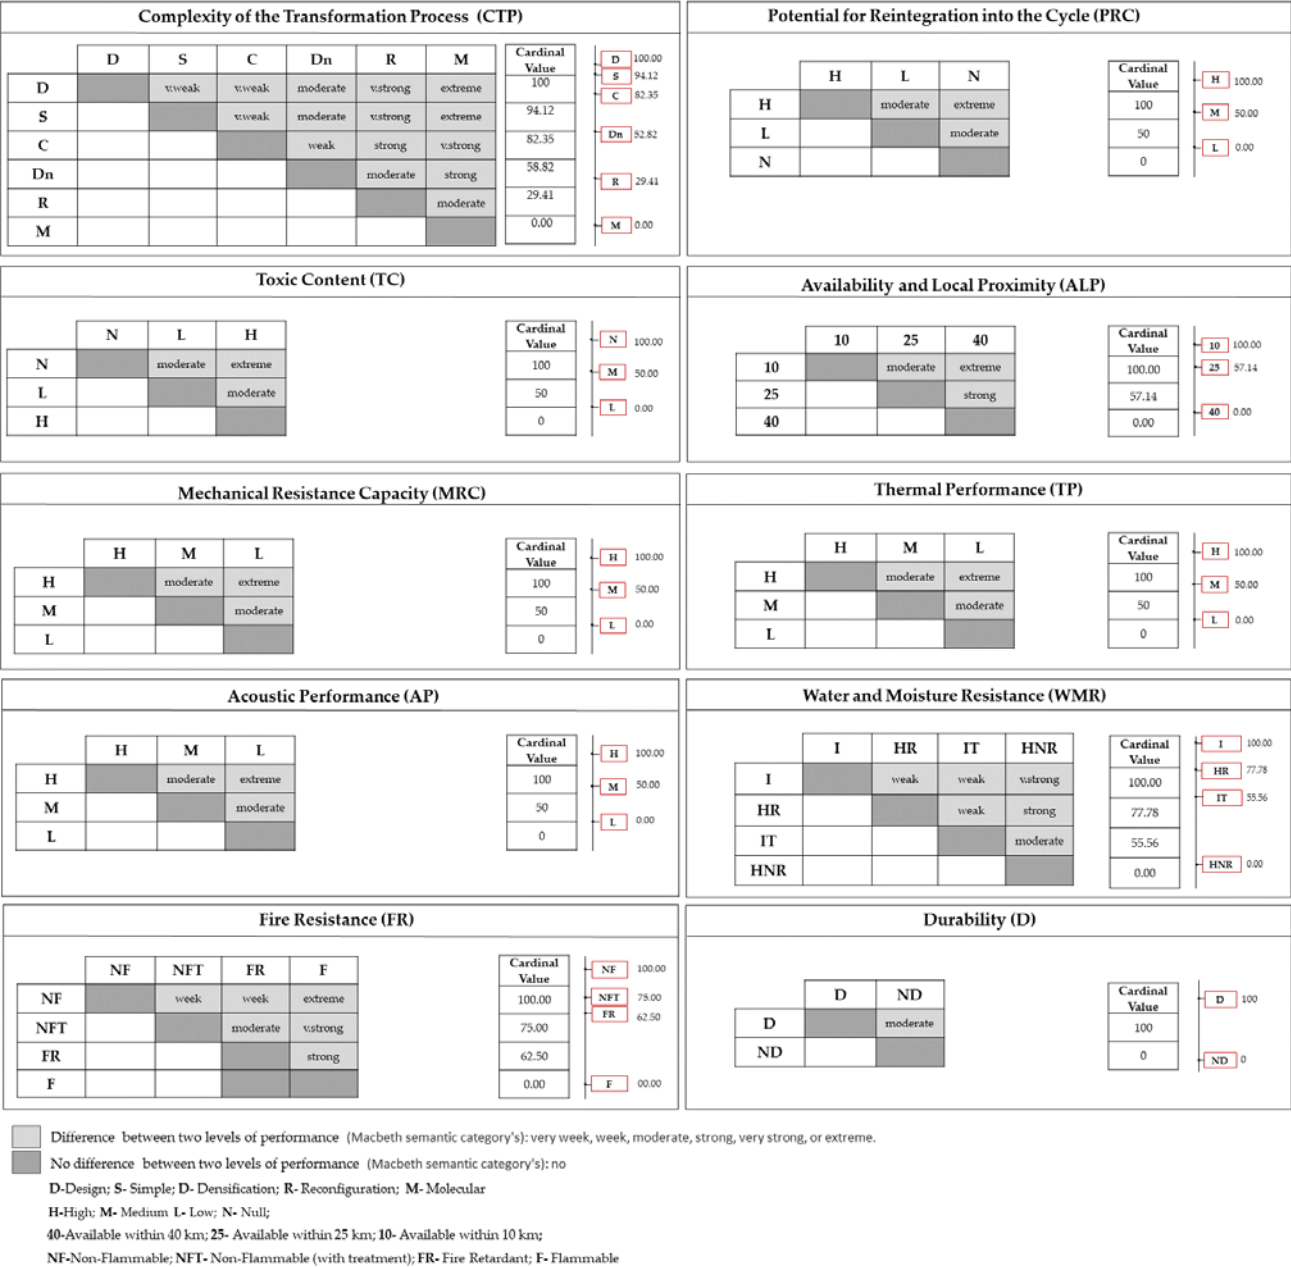 Complexity of the Transformation Process (CTP)
D S C Dn R M
D v.weak v.weak moderate v.strong extreme
S v.weak moderate v.strong extreme
C weak strong v.strong
Dn moderate strong
R moderate
M
Cardinal
Value
100
94.12
82.35
58.82
29.41
0.00
D 100.00
S 94.12
C 82.35
Dn 52.82
R 29.41
M 0.00
Potential for Reintegration into the Cycle (PRC)
H L N
H moderate extreme
L moderate
N
Cardinal
Value
100
50
0
H 100.00
M 50.00
L 0.00
Toxic Content (TC)
N L H
N moderate extreme
L moderate
H
Cardinal
Value
100
50
0
N 100.00
M 50.00
L 0.00
Availability and Local Proximity (ALP)
10 25 40
10 moderate extreme
25 strong
40
Cardinal
Value
100.00
57.14
0.00
10 100.00
25 57.14
40 0.00
Mechanical Resistance Capacity (MRC)
H M L
H moderate extreme
M moderate
L
Cardinal
Value
100
50
0
H 100.00
M 50.00
L 0.00
Thermal Performance (TP)
H M L
H moderate extreme
M moderate
L
Cardinal
Value
100
50
0
H 100.00
M 50.00
L 0.00
Acoustic Performance (AP)
H M L
H moderate extreme
M moderate
L
Cardinal
Value
100
50
0
H 100.00
M 50.00
L 0.00
Water and Moisture Resistance (WMR)
I HR IT HNR
I weak weak v.strong
HR weak strong
IT moderate
HNR
Cardinal
Value
100.00
77.78
55.56
0.00
I 100.00
HR 77.78
IT 55.56
HNR 0.00
Fire Resistance (FR)
NF NFT FR F
NF week week extreme
NFT moderate v.strong
FR strong
F
Cardinal
Value
100.00
75.00
62.50
0.00
NF 100.00
NFT 75.00
FR 62.50
F 00.00
Durability (D)
D ND
D moderate
ND
Cardinal
Value
100
0
D 100
ND 0
Difference between two levels of performance (Macbeth semantic category's): very week, week, moderate, strong, very strong, or extreme.
No difference between two levels of performance (Macbeth semantic category's): no
D-Design; S- Simple; D- Densification; R- Reconfiguration; M- Molecular
H-High; M- Medium L- Low; N- Null;
40-Available within 40 km; 25- Available within 25 km; 10- Available within 10 km;
NF-Non-Flammable; NFT- Non-Flammable (with treatment); FR- Fire Retardant; F- Flammable